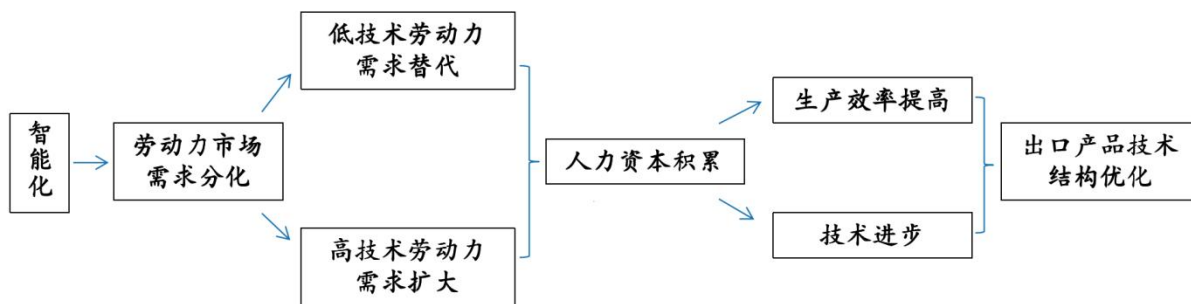 智
能
化
劳动力市场
需求分化
低技术劳动力
需求替代
高技术劳动力
需求扩大
人力资本积累
生产效率提高
技术进步
出口产品技术
结构优化